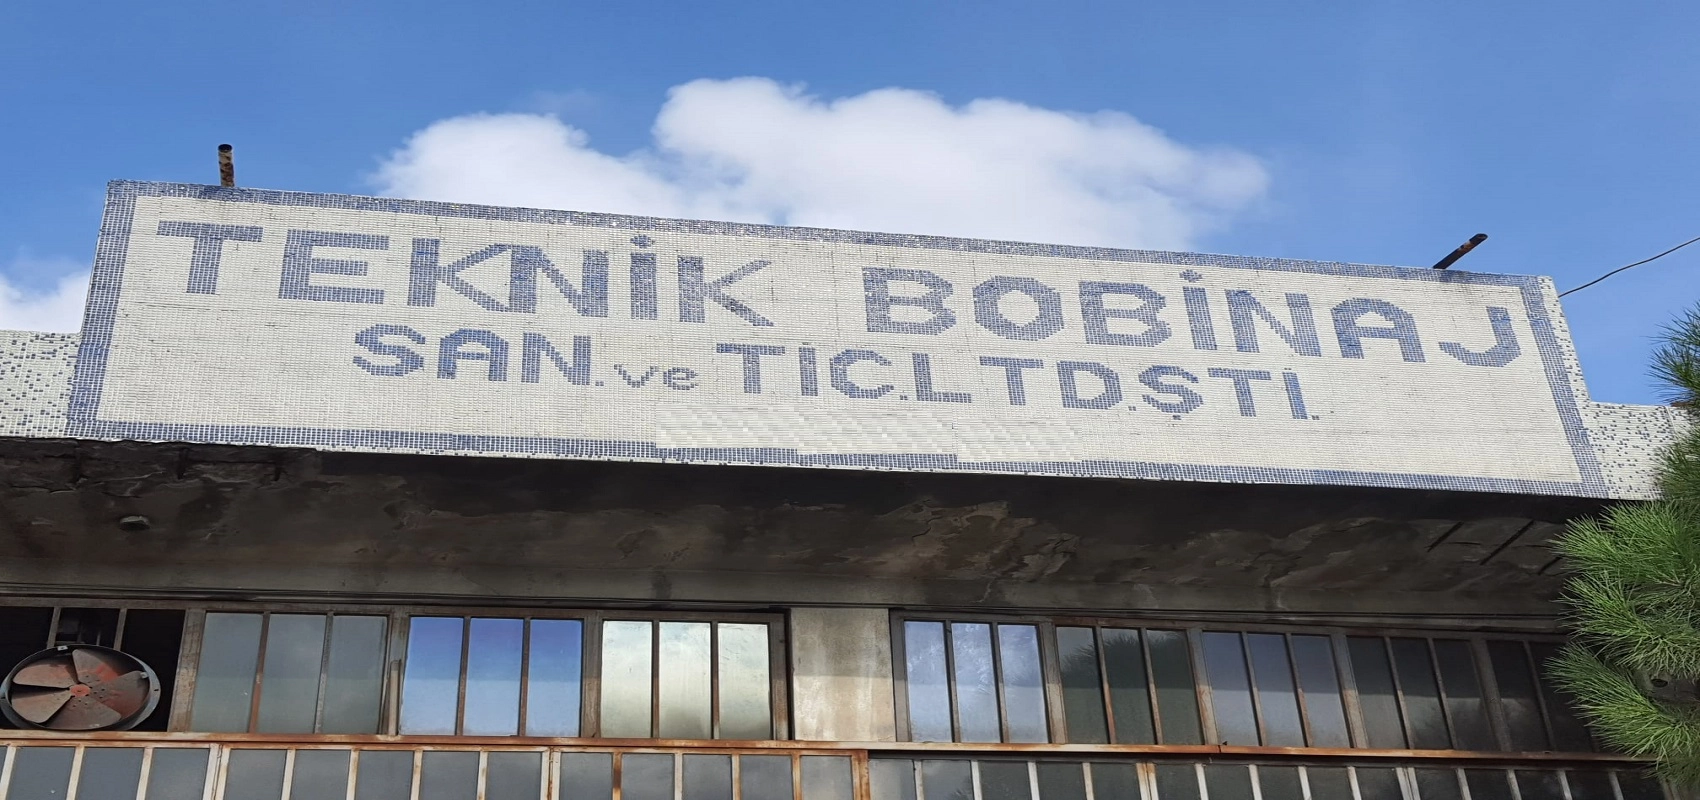 TEKNİK BOBİNAJ
SAN.ve TİC.LTD.ŞTİ.